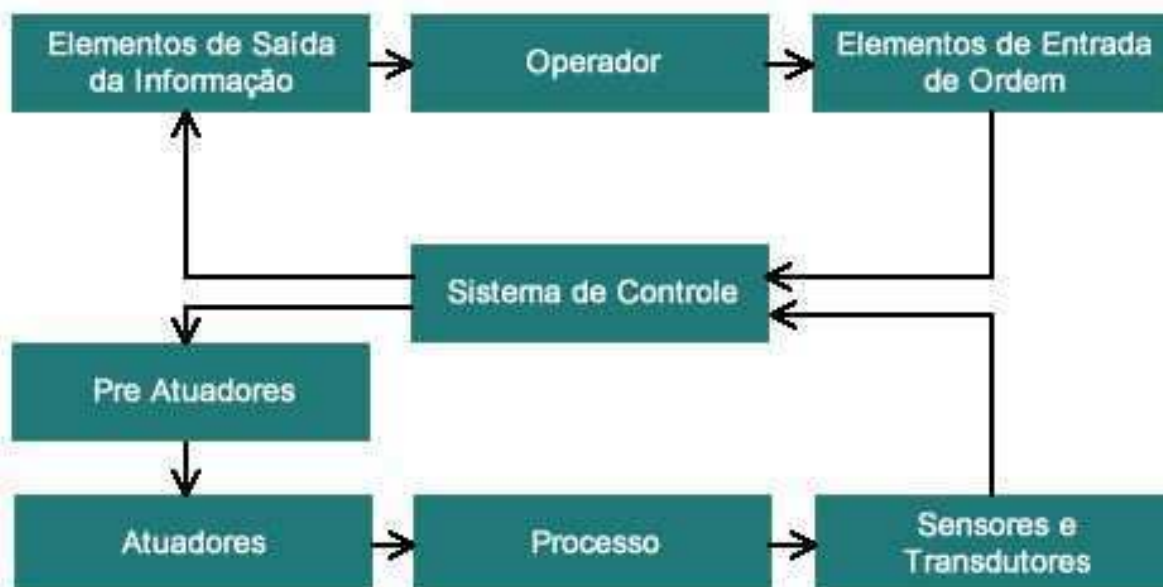 Elementos de Saída
da Informação
Operador
Elementos de Entrada
de Ordem
Sistema de Controle
Pre Atuadores
Atuadores
Processo
Sensores e
Transdutores